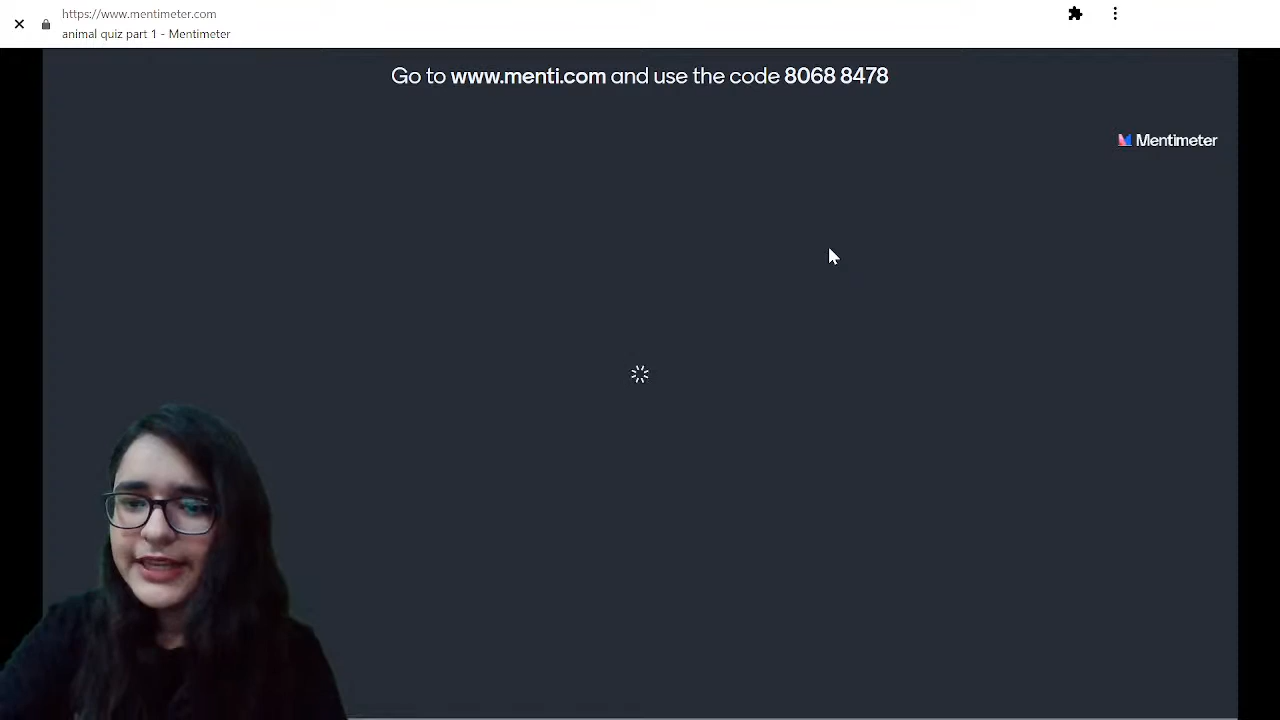 https://www.mentimeter.com
animal quiz part 1 - Mentimeter
Go to www.menti.com and use the code 8068 8478
Mentimeter